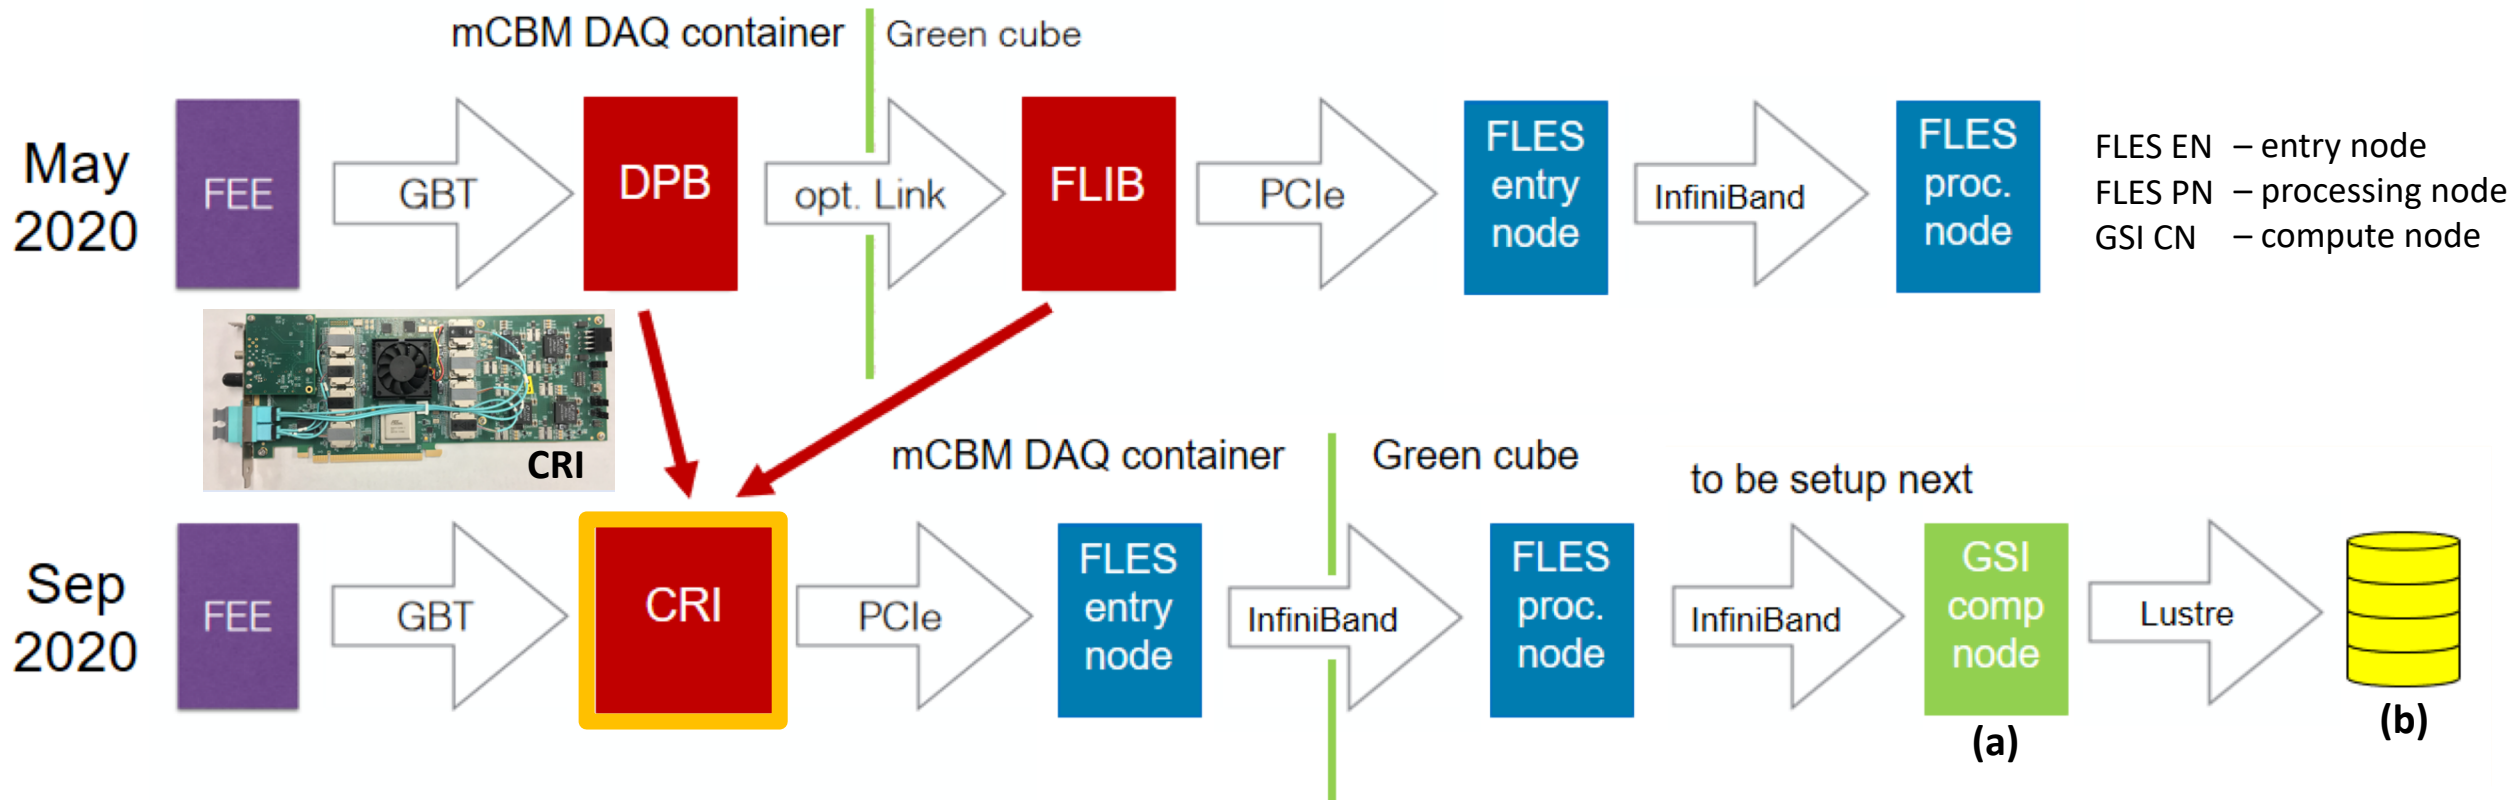 mCBM DAQ container
Green cube
May
2020
FEE
GBT
DPB
opt. Link
FLIB
PCIe
FLES
entry
node
InfiniBand
FLES
proc.
node
FLES EN – entry node
FLES PN – processing node
GSI CN – compute node
CRI
mCBM DAQ container
Green cube
to be setup next
Sep
2020
FEE
GBT
CRI
PCIe
FLES
entry
node
InfiniBand
FLES
proc.
node
InfiniBand
GSI
comp
node
(a)
Lustre
(b)